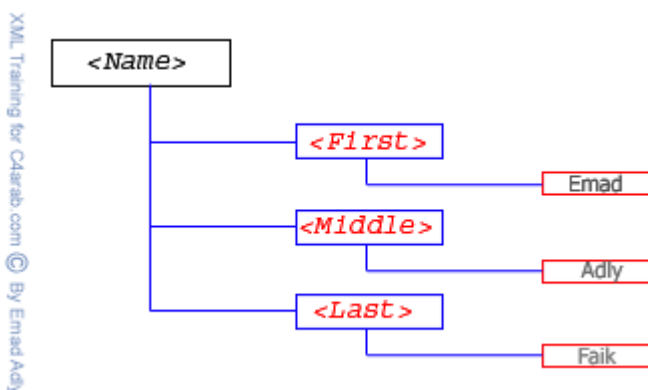 XML Training for C4arab.com © By Emad Adly
<Name>
<First>
Emad
<Middle>
Adly
<Last>
Faik